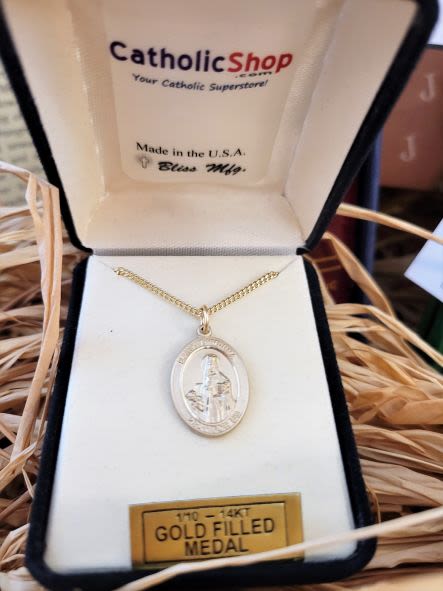 CatholicShop
.com
Your Catholic Superstore!
Made in the U.S.A.
Bliss Mfg.
J
J
1/10 – 14KT
GOLD FILLED
MEDAL